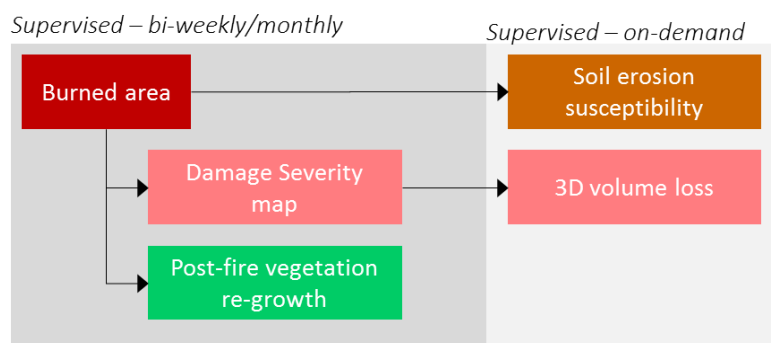 Supervised – bi-weekly/monthly
Supervised – on-demand
Burned area
Soil erosion
susceptibility
Damage Severity
map
3D volume loss
Post-fire vegetation
re-growth